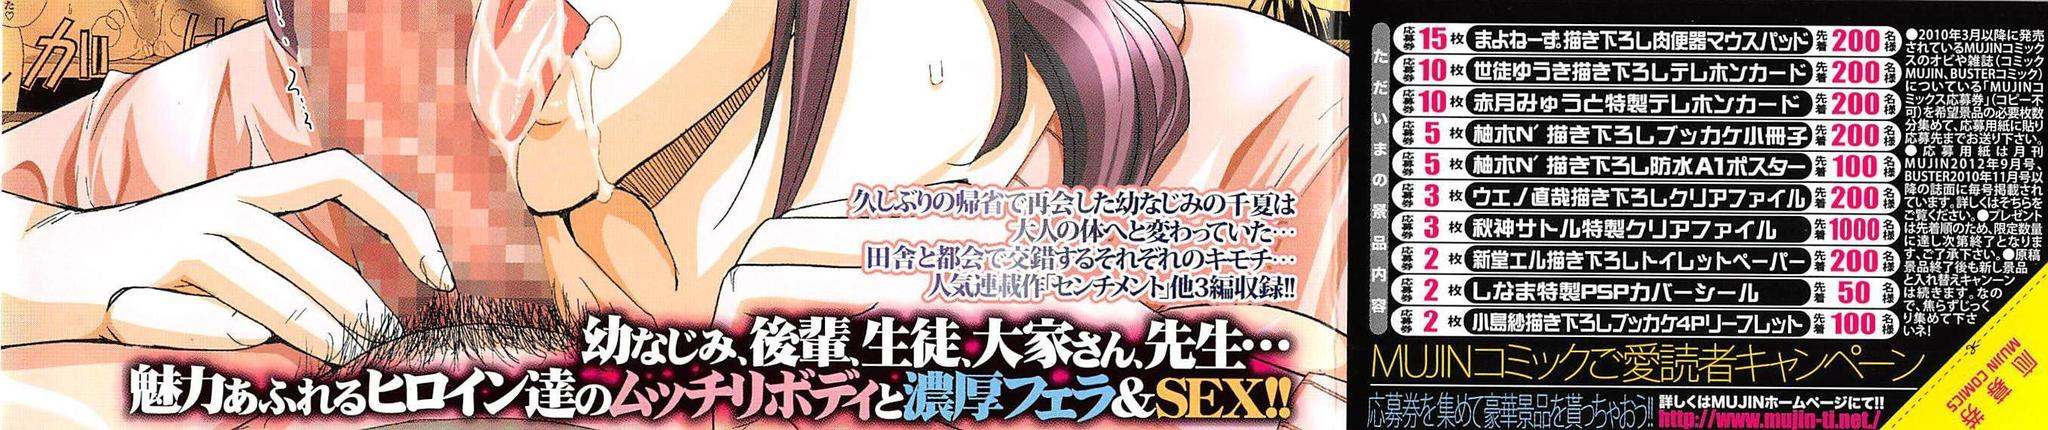 た♡
ガガ
久しぶりの帰省で再会した幼なじみの千夏は
大人の体へと変わっていた…
田舎と都会で交錯するそれぞれのキモチ…
人気連載作「センチメント」他3編収録!!
幼なじみ、後輩、生徒、大家さん、先生…
魅力あふれるヒロイン達のムッチリボディと濃厚フェラ&SEX!!
ただいまの景品内容
応募券15枚 まよねーず。描き下ろし肉便器マウスパッド 先着200名様
応募券10枚 世徒ゆうき描き下ろしテレホンカード 先着200名様
応募券10枚 赤月みゅうと特製テレホンカード 先着200名様
応募券5枚 柚木N' 描き下ろしブッカケ小冊子 先着200名様
応募券5枚 柚木N' 描き下ろし防水A1ポスター 先着100名様
応募券3枚 ウエノ直哉描き下ろしクリアファイル 先着200名様
応募券3枚 秋神サトル特製クリアファイル 先着1000名様
応募券2枚 新堂エル描き下ろしトイレットペーパー 先着200名様
応募券2枚 しなま特製PSPカバーシール 先着50名様
応募券2枚 小島紗描き下ろしブッカケ4Pリーフレット 先着100名様
MUJINコミックご愛読者キャンペーン
応募券を集めて豪華景品を貰っちゃおう!!
詳しくはMUJINホームページにて!!
http://www.mujin-ti.net/
●2010年3月以降に発売
されているMUJINコミック
スのオビや雑誌(コミック
MUJIN、BUSTERコミック)
についている「MUJINコ
ミックス応募券」(コピー不
可)を希望景品の必要枚数
分集めて、応募用紙に貼り
応募先までお送り下さい。
●応募用紙は月刊
MUJIN2012年9月号、
BUSTER2010年11月号以
降の誌面に毎号掲載され
ています。詳しくはそちらを
ご覧ください。●プレゼント
は先着順のため、限定数量
に達し次第終了となりま
す、ご了承下さい。●原稿
景品終了後も新し景品
と入れ替えキャンペーン
は続きます。なの
で、焦らずじっく
り集めて下さ
いネ!
応募券
MUJIN COMICS